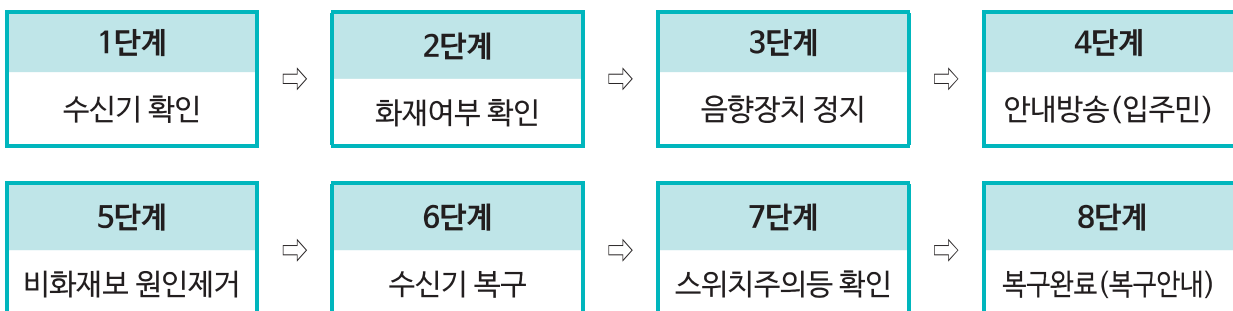 1단계
수신기 확인
2단계
화재여부 확인
3단계
음향장치 정지
4단계
안내방송(입주민)
5단계
비화재보 원인제거
6단계
수신기 복구
7단계
스위치주의등 확인
8단계
복구완료(복구안내)